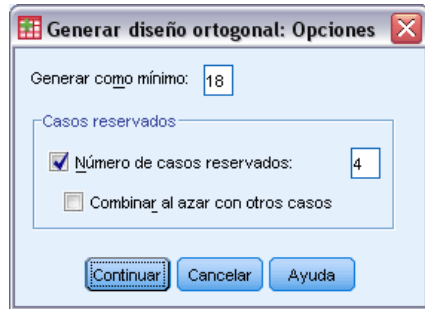 Generar diseño ortogonal: Opciones
Generar como mínimo: 18
Casos reservados
Número de casos reservados: 4
Combinar al azar con otros casos
Continuar Cancelar Ayuda